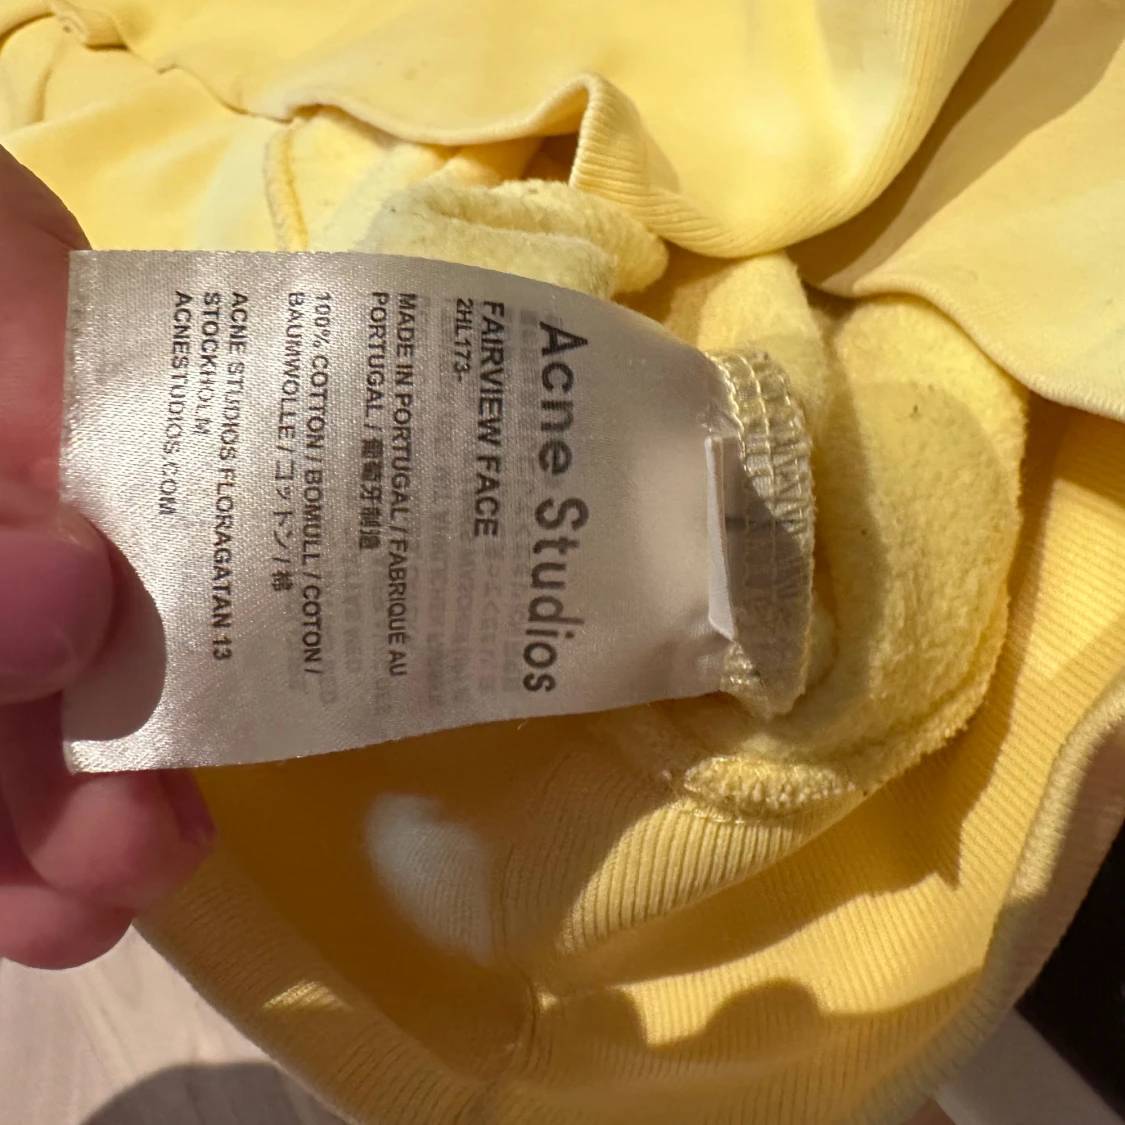 Acne Studios
FAIRVIEW FACE
2HL173-
MADE IN PORTUGAL / FABRIQUÉ AU
PORTUGAL / 葡萄牙制造
100% COTTON / BOMULL / COTON /
BAUMWOLLE / コットン / 棉
ACNE STUDIOS FLORAGATAN 13
STOCKHOLM
ACNESTUDIOS.COM